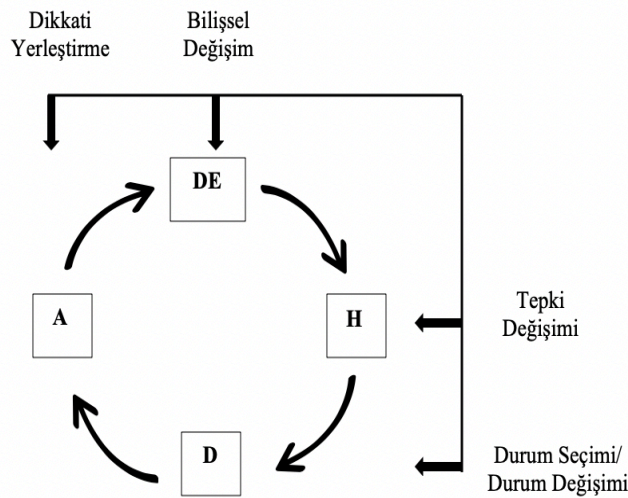 Dikkati
Yerleştirme
Bilişsel
Değişim
DE
A
H
Tepki
Değişimi
D
Durum Seçimi/
Durum Değişimi